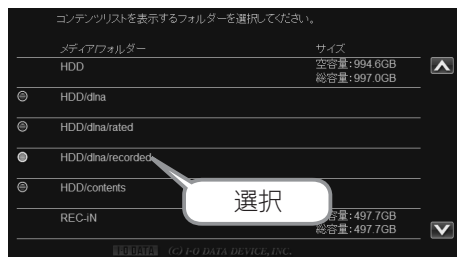 コンテンツリストを表示するフォルダーを選択してください。
メディア/フォルダー サイズ
HDD 空容量:994.6GB
総容量:997.0GB
HDD/dlna
HDD/dlna/rated
HDD/dlna/recorded
HDD/contents
選択
REC-iN 容量:497.7GB
総容量:497.7GB
I-O DATA (C) I-O DATA DEVICE, INC.